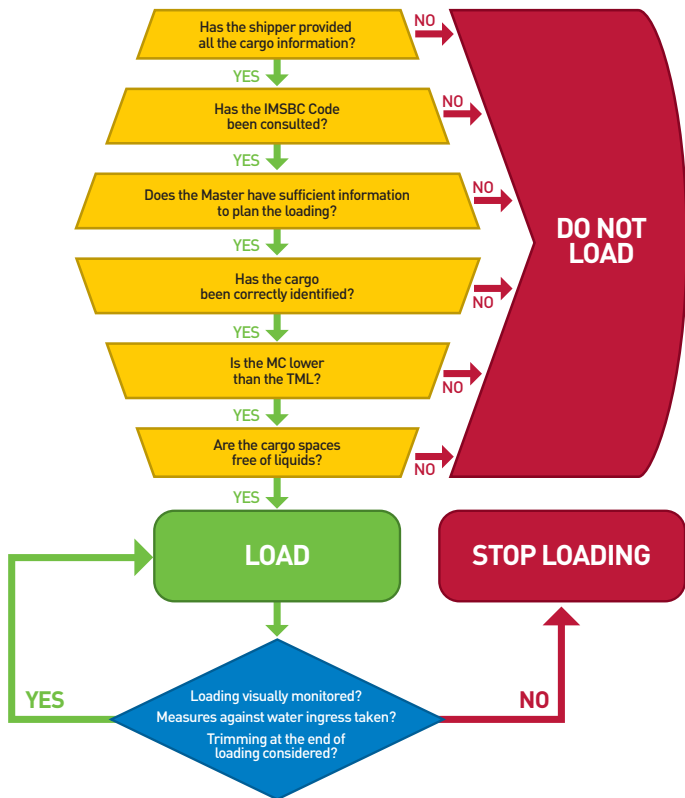 Has the shipper provided
all the cargo information?
NO
YES
Has the IMSBC Code
been consulted?
NO
YES
Does the Master have sufficient information
to plan the loading?
NO
YES
DO NOT
LOAD
Has the cargo
been correctly identified?
NO
YES
Is the MC lower
than the TML?
NO
YES
Are the cargo spaces
free of liquids?
NO
YES
LOAD
STOP LOADING
YES
Loading visually monitored?
Measures against water ingress taken?
Trimming at the end of
loading considered?
NO